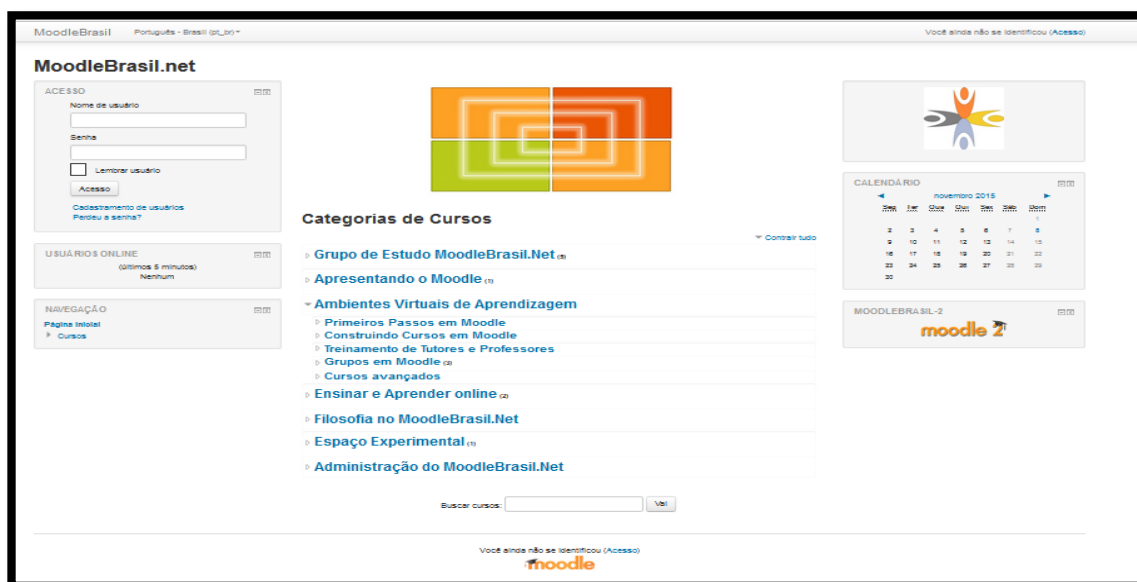 MoodleBrasil Português - Brasil (pt_br) Você ainda não se identificou (Acesso)
MoodleBrasil.net
ACESSO
Nome de usuário
Senha
Lembrar usuário
Acesso
Cadastramento de usuários
Perdeu a senha?
USUÁRIOS ONLINE
(últimos 5 minutos)
Nenhum
NAVEGAÇÃO
Página inicial
Cursos
Categorias de Cursos
Contrair tudo
Grupo de Estudo MoodleBrasil.Net
Apresentando o Moodle (1)
Ambientes Virtuais de Aprendizagem
Primeiros Passos em Moodle
Construindo Cursos em Moodle
Treinamento de Tutores e Professores
Grupos em Moodle
Cursos avançados
Ensinar e Aprender online (2)
Filosofia no MoodleBrasil.Net
Espaço Experimental (1)
Administração do MoodleBrasil.Net
Buscar cursos: Vai
CALENDÁRIO
novembro 2015
Seg Ter Qua Qui Sex Sáb Dom
1
2 3 4 5 6 7 8
9 10 11 12 13 14 15
16 17 18 19 20 21 22
23 24 25 26 27 28 29
30
MOODLEBRASIL-2
moodle 2
Você ainda não se identificou (Acesso)
moodle